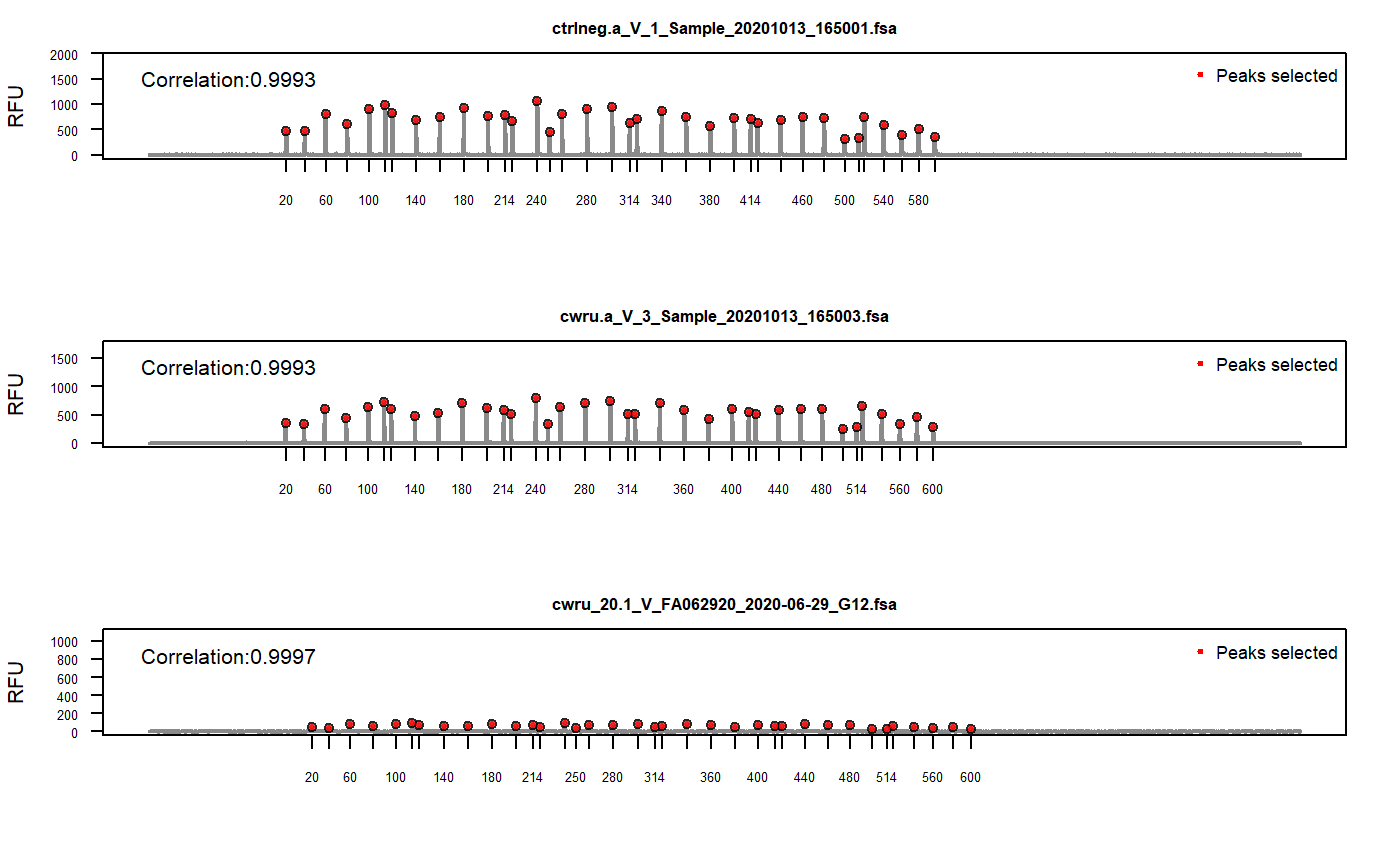 ctrlneg.a_V_1_Sample_20201013_165001.fsa
RFU
2000
1500
1000
500
0
Correlation:0.9993
Peaks selected
20 60 100 140 180 214 240 280 314 340 380 414 460 500 540 580
cwru.a_V_3_Sample_20201013_165003.fsa
RFU
1500
1000
500
0
Correlation:0.9993
Peaks selected
20 60 100 140 180 214 240 280 314 360 400 440 480 514 560 600
cwru_20.1_V_FA062920_2020-06-29_G12.fsa
RFU
1000
800
600
400
200
0
Correlation:0.9997
Peaks selected
20 60 100 140 180 214 250 280 314 360 400 440 480 514 560 600